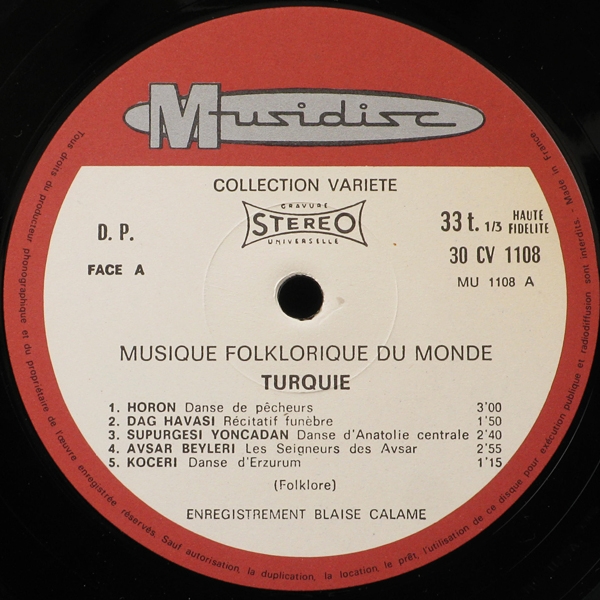 Musidisc
COLLECTION VARIETE
GRAVURE
STEREO
UNIVERSELLE
D. P.
33 t. 1/3 HAUTE FIDELITE
FACE A
30 CV 1108
MU 1108 A
MUSIQUE FOLKLORIQUE DU MONDE
TURQUIE
1. HORON Danse de pêcheurs 3'00
2. DAG HAVASI Récitatif funèbre 1'50
3. SUPURGESI YONCADAN Danse d'Anatolie centrale 2'40
4. AVSAR BEYLERI Les Seigneurs des Avsar 2'55
5. KOCERI Danse d'Erzurum 1'15
(Folklore)
ENREGISTREMENT BLAISE CALAME
Tous droits du producteur phonographique et du propriétaire de l'œuvre enregistrée réservés. Sauf autorisation, la duplication, la location, le prêt, l'utilisation de ce disque pour exécution publique et radiodiffusion sont interdits. Made in France.